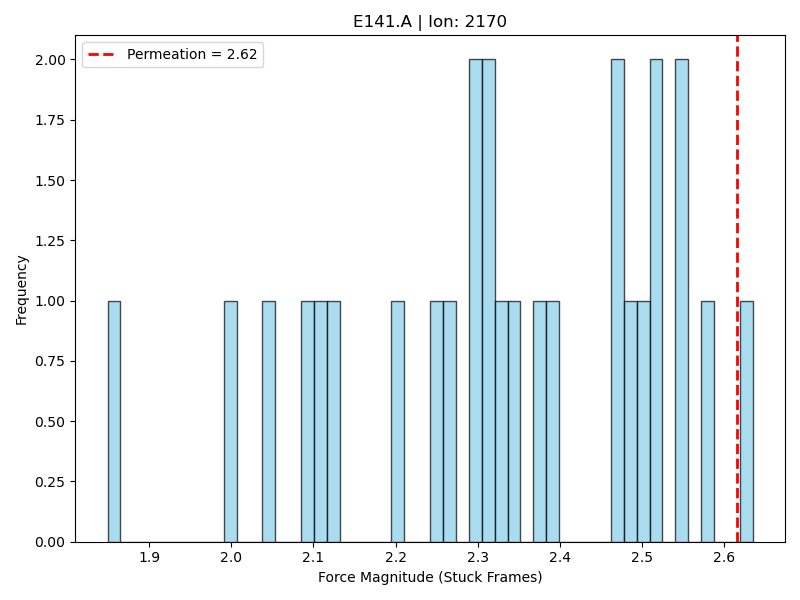 E141.A | Ion: 2170
Permeation = 2.62
2.00
1.75
1.50
1.25
1.00
0.75
0.50
0.25
0.00
Frequency
1.9 2.0 2.1 2.2 2.3 2.4 2.5 2.6
Force Magnitude (Stuck Frames)